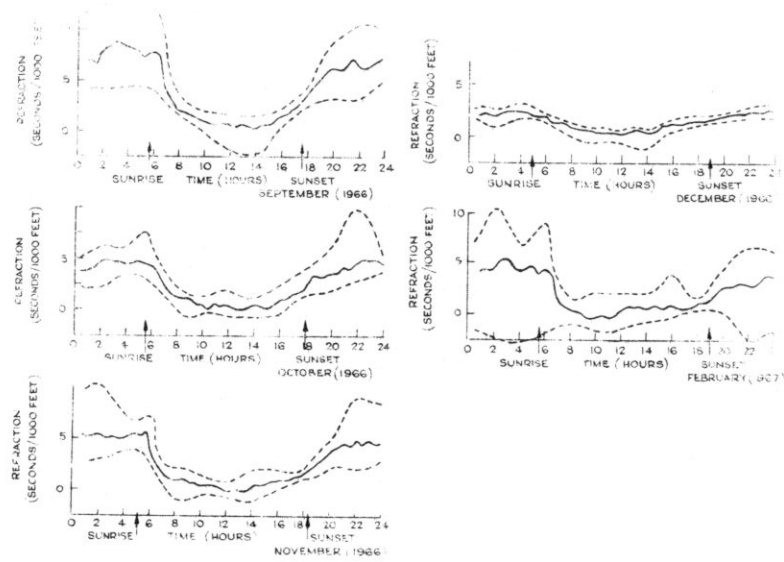 REFRACTION
(SECONDS/1000 FEET)
5
0
0 2 4 6 8 10 12 14 16 18 20 22 24
SUNRISE TIME (HOURS) SUNSET
SEPTEMBER (1966)
REFRACTION
(SECONDS/1000 FEET)
5
0
0 2 4 6 8 10 12 14 16 18 20 22 24
SUNRISE TIME (HOURS) SUNSET
OCTOBER (1966)
REFRACTION
(SECONDS/1000 FEET)
5
0
0 2 4 6 8 10 12 14 16 18 20 22 24
SUNRISE TIME (HOURS) SUNSET
NOVEMBER (1966)
REFRACTION
(SECONDS/1000 FEET)
5
0
0 2 4 6 8 10 12 14 16 18 20 22 24
SUNRISE TIME (HOURS) SUNSET
DECEMBER (1966)
REFRACTION
(SECONDS/1000 FEET)
10
5
0
0 2 4 6 8 10 12 14 16 18 20 22 24
SUNRISE TIME (HOURS) SUNSET
FEBRUARY (1967)